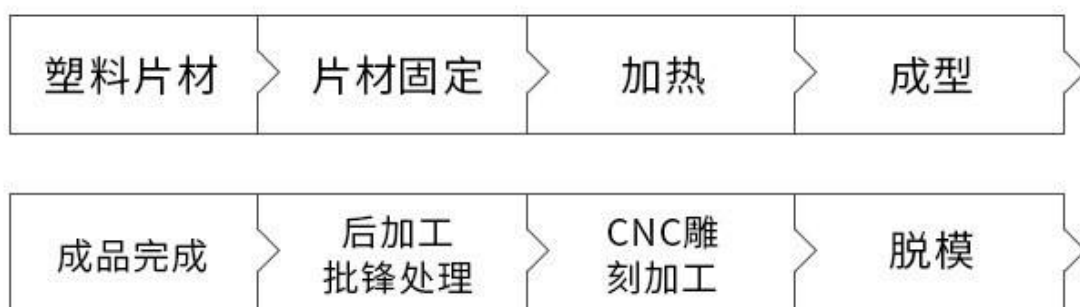 塑料片材
片材固定
加热
成型
成品完成
后加工
批锋处理
CNC雕
刻加工
脱模